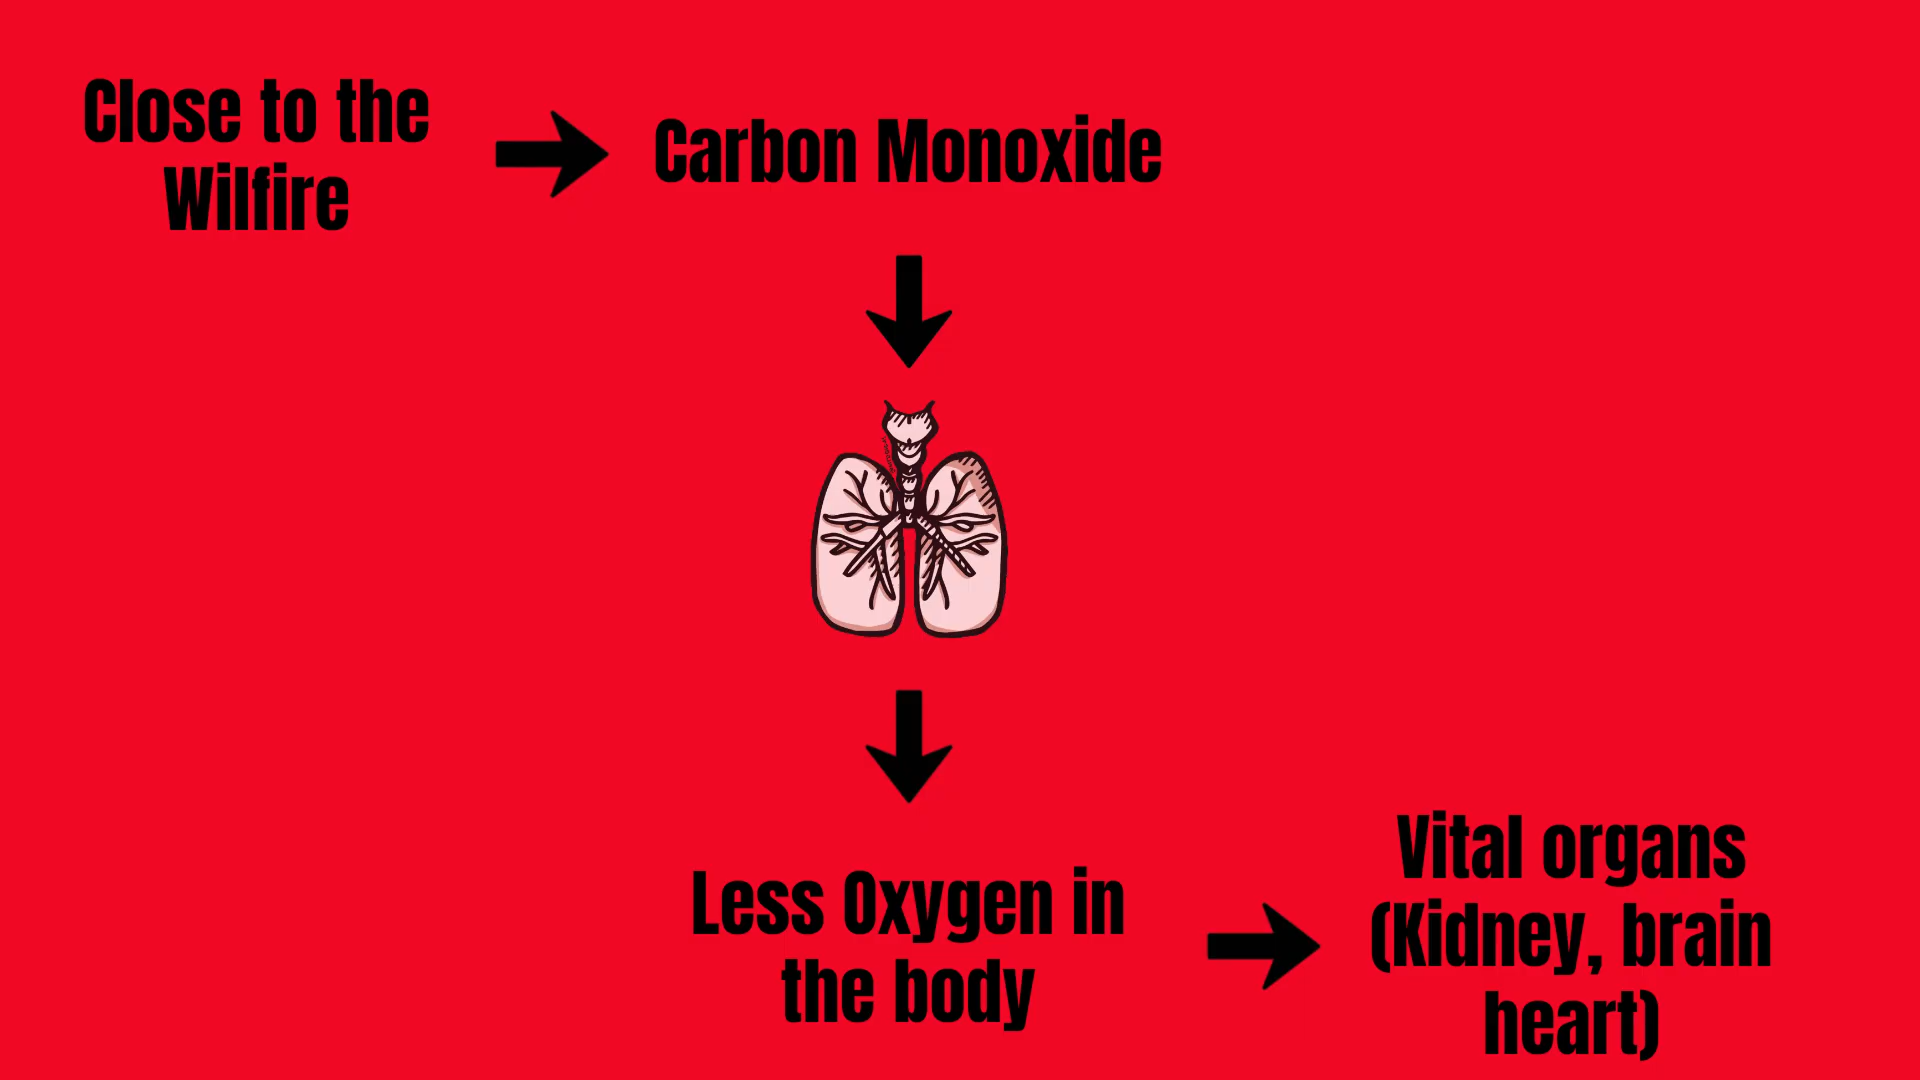 Close to the
Wilfire
Carbon Monoxide
Less Oxygen in
the body
Vital organs
(Kidney, brain
heart)